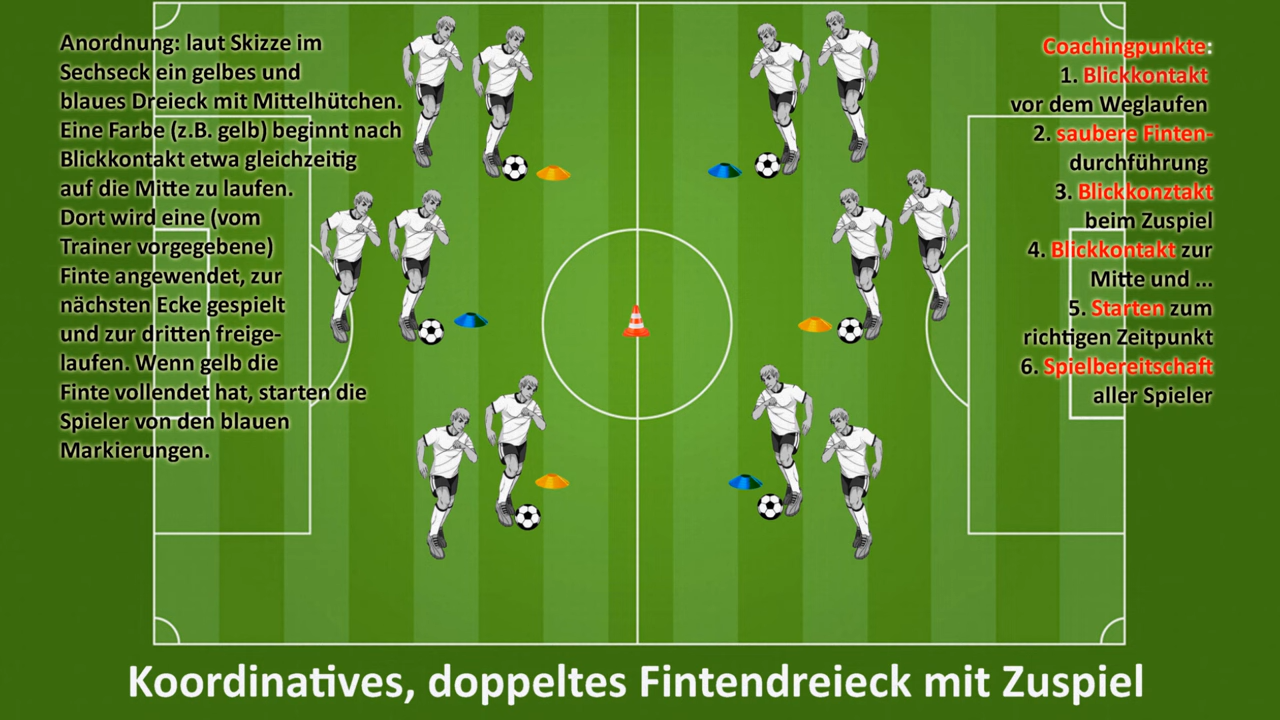 Anordnung: laut Skizze im
Sechseck ein gelbes und
blaues Dreieck mit Mittelhütchen.
Eine Farbe (z.B. gelb) beginnt nach
Blickkontakt etwa gleichzeitig
auf die Mitte zu laufen.
Dort wird eine (vom
Trainer vorgegebene)
Finte angewendet, zur
nächsten Ecke gespielt
und zur dritten freige-
laufen. Wenn gelb die
Finte vollendet hat, starten die
Spieler von den blauen
Markierungen.
Coachingpunkte:
1. Blickkontakt
vor dem Weglaufen
2. saubere Finten-
durchführung
3. Blickkonztakt
beim Zuspiel
4. Blickkontakt zur
Mitte und ...
5. Starten zum
richtigen Zeitpunkt
6. Spielbereitschaft
aller Spieler
Koordinatives, doppeltes Fintendreieck mit Zuspiel